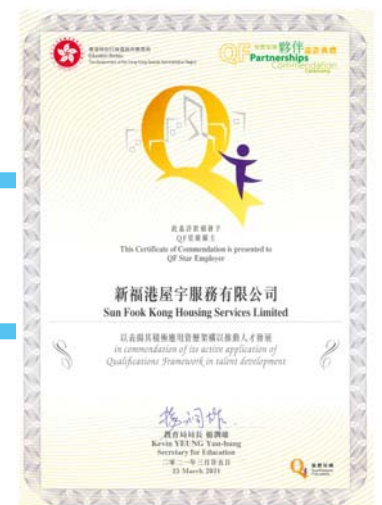 香港特別行政區政府教育局
Education Bureau
The Government of the Hong Kong Special Administrative Region
QF 資歷架構 夥伴嘉許典禮
Partnerships
Commendation
Ceremony
此嘉許狀頒發予
QF星級僱主
This Certificate of Commendation is presented to
QF Star Employer
新福港屋宇服務有限公司
Sun Fook Kong Housing Services Limited
以表揚其積極應用資歷架構以推動人才發展
in commendation of its active application of
Qualifications Framework in talent development
教育局局長 楊潤雄
Kevin YEUNG Yun-hung
Secretary for Education
二零二一年三月廿五日
25 March 2021
資歷架構